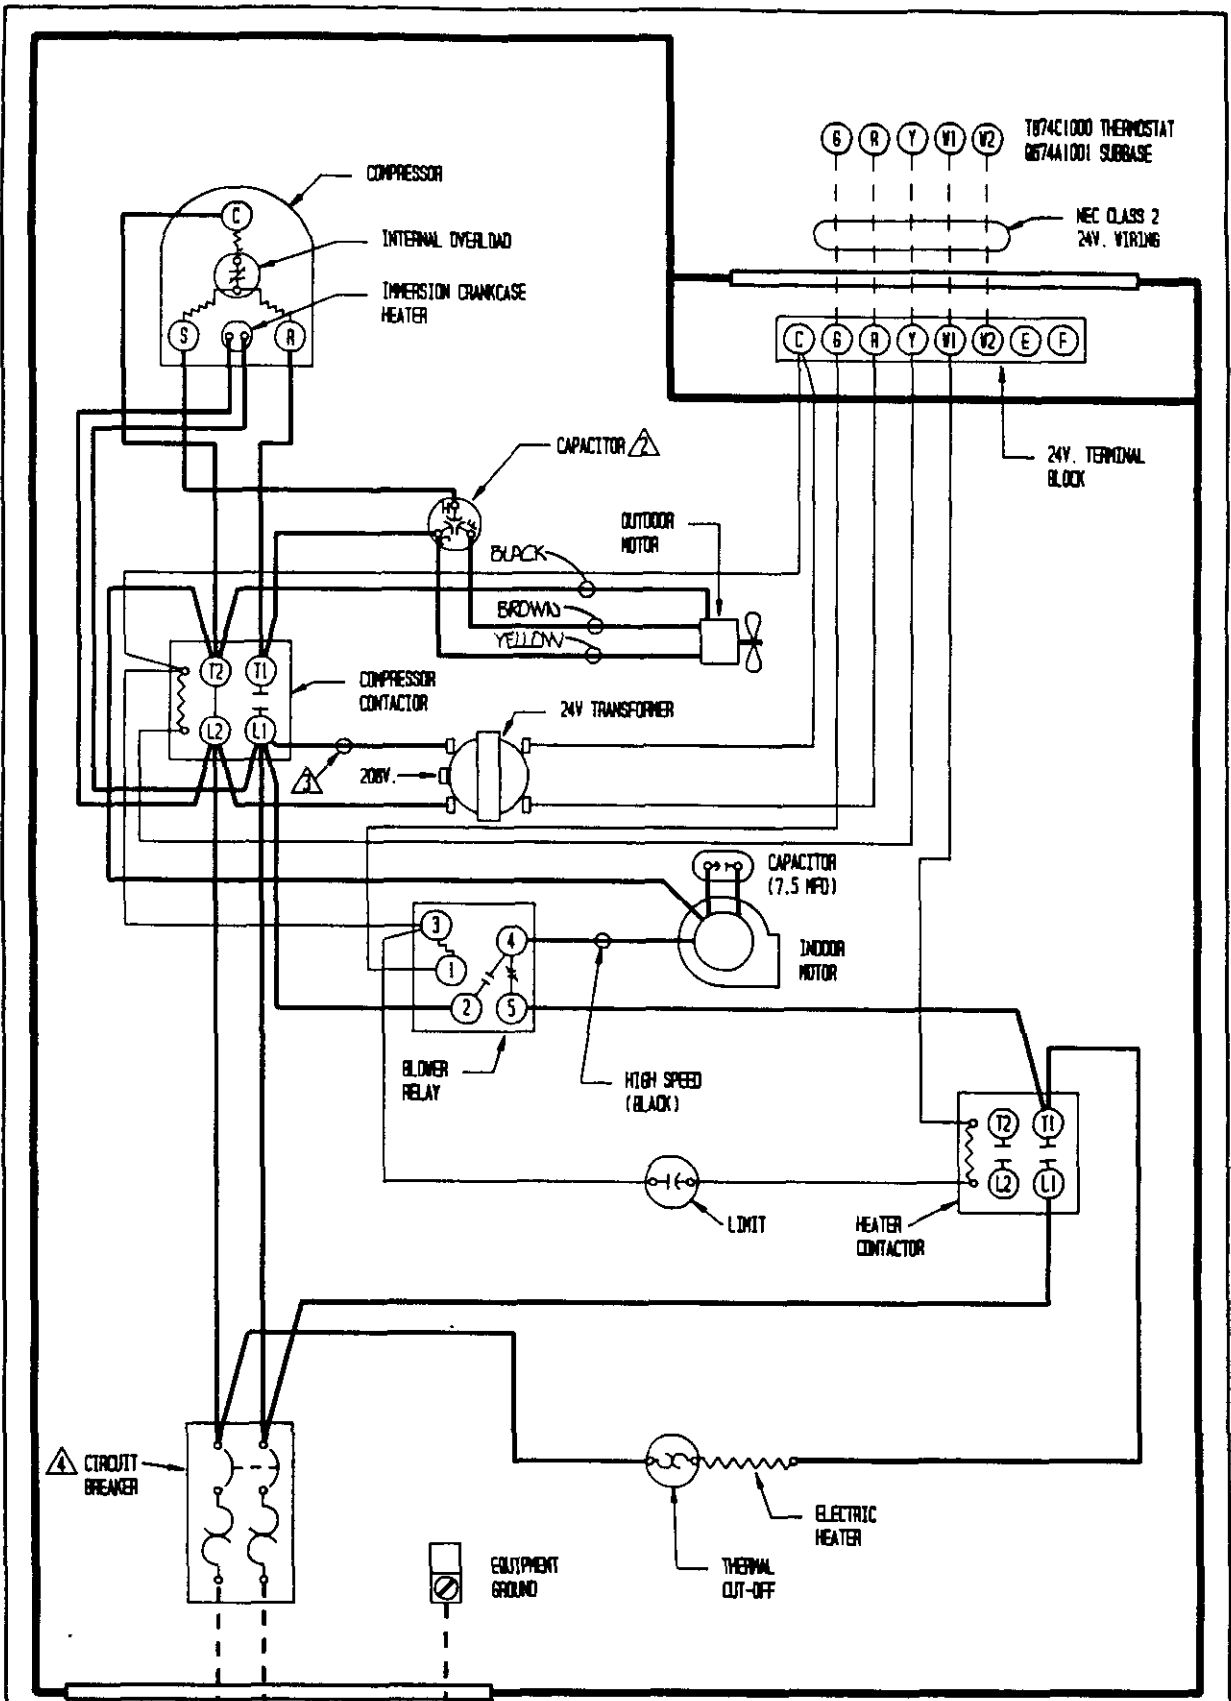 G R Y W1 W2
T874C1000 THERMOSTAT
Q674A1001 SUBBASE
COMPRESSOR
C
NEC CLASS 2
24V. WIRING
INTERNAL OVERLOAD
IMMERSION CRANKCASE
HEATER
S
R
C G R Y W1 W2 E F
CAPACITOR 2
24V. TERMINAL
BLOCK
H
F
C
OUTDOOR
MOTOR
BLACK
BROWN
YELLOW
T2 T1
COMPRESSOR
CONTACTOR
L2 L1
24V TRANSFORMER
3
208V.
CAPACITOR
(7.5 MFD)
3
4
1
INDOOR
MOTOR
2
5
BLOWER
RELAY
HIGH SPEED
(BLACK)
T2 T1
L2 L1
LIMIT
HEATER
CONTACTOR
4 CIRCUIT
BREAKER
ELECTRIC
HEATER
EQUIPMENT
GROUND
THERMAL
CUT-OFF